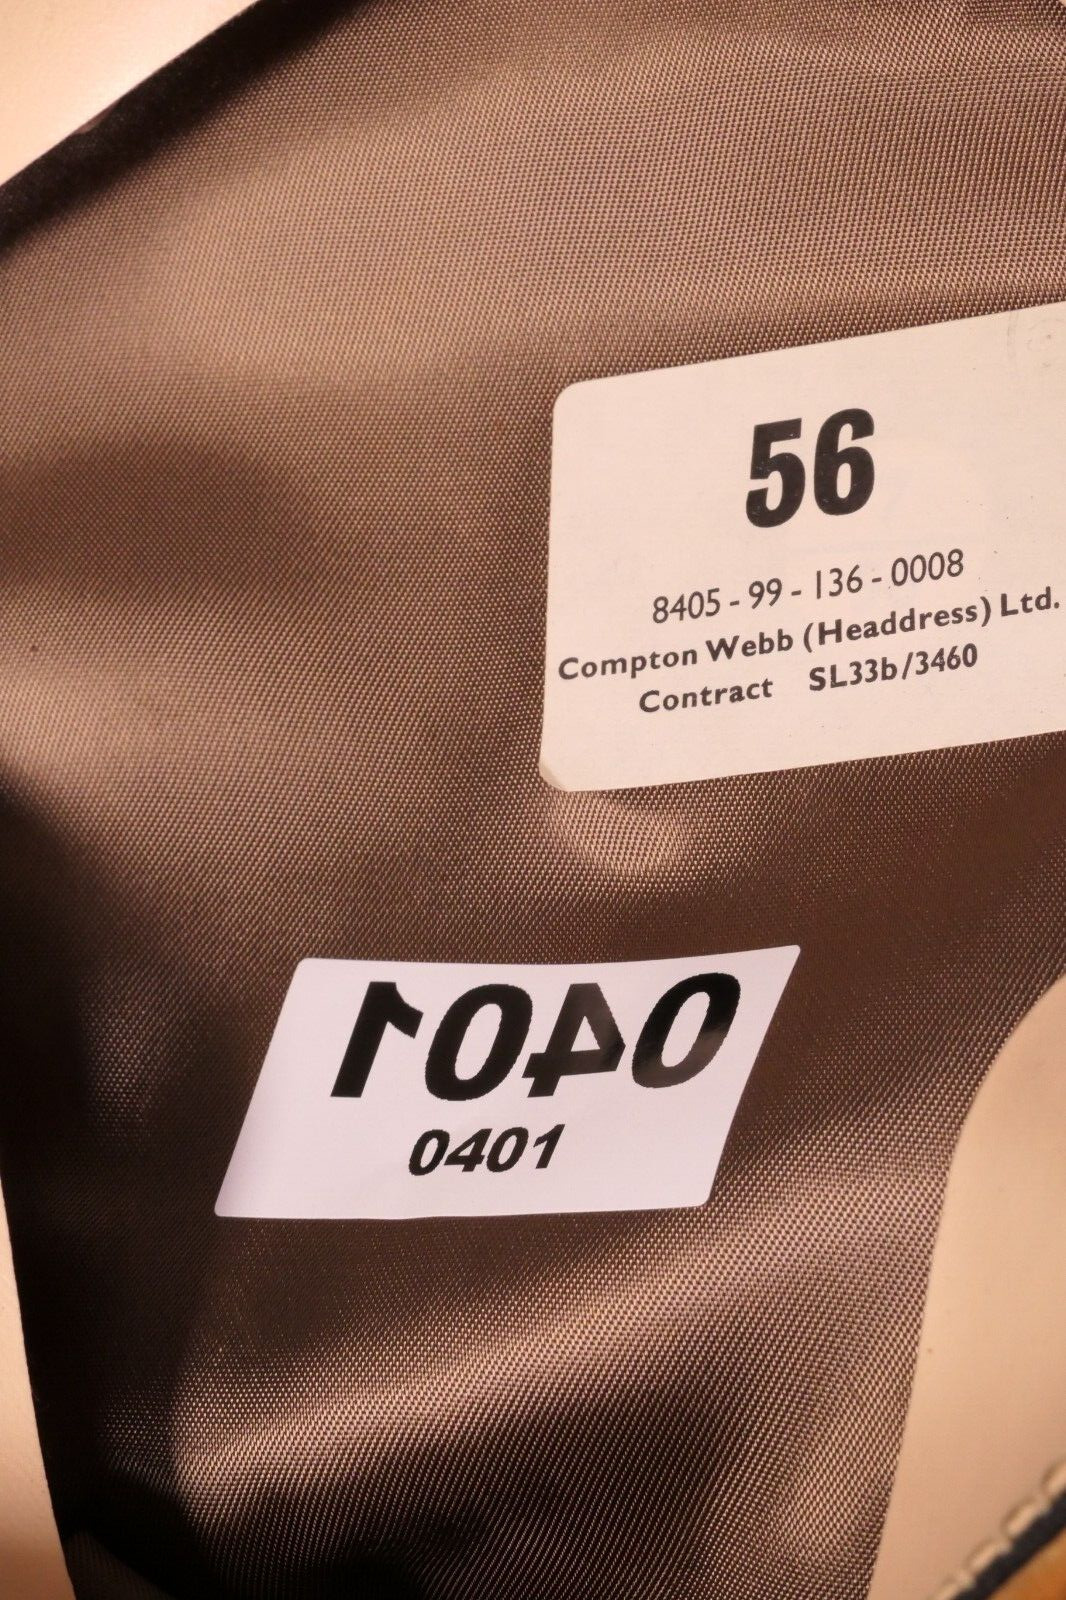 56
8405-99-136-0008
Compton Webb (Headdress) Ltd.
Contract SL33b/3460
0401
0401